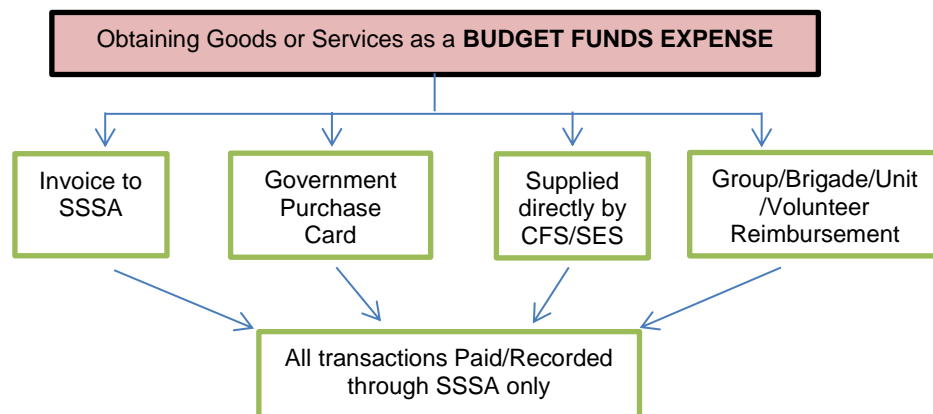 Obtaining Goods or Services as a BUDGET FUNDS EXPENSE
Invoice to
SSSA
Government
Purchase
Card
Supplied
directly by
CFS/SES
Group/Brigade/Unit
/Volunteer
Reimbursement
All transactions Paid/Recorded
through SSSA only